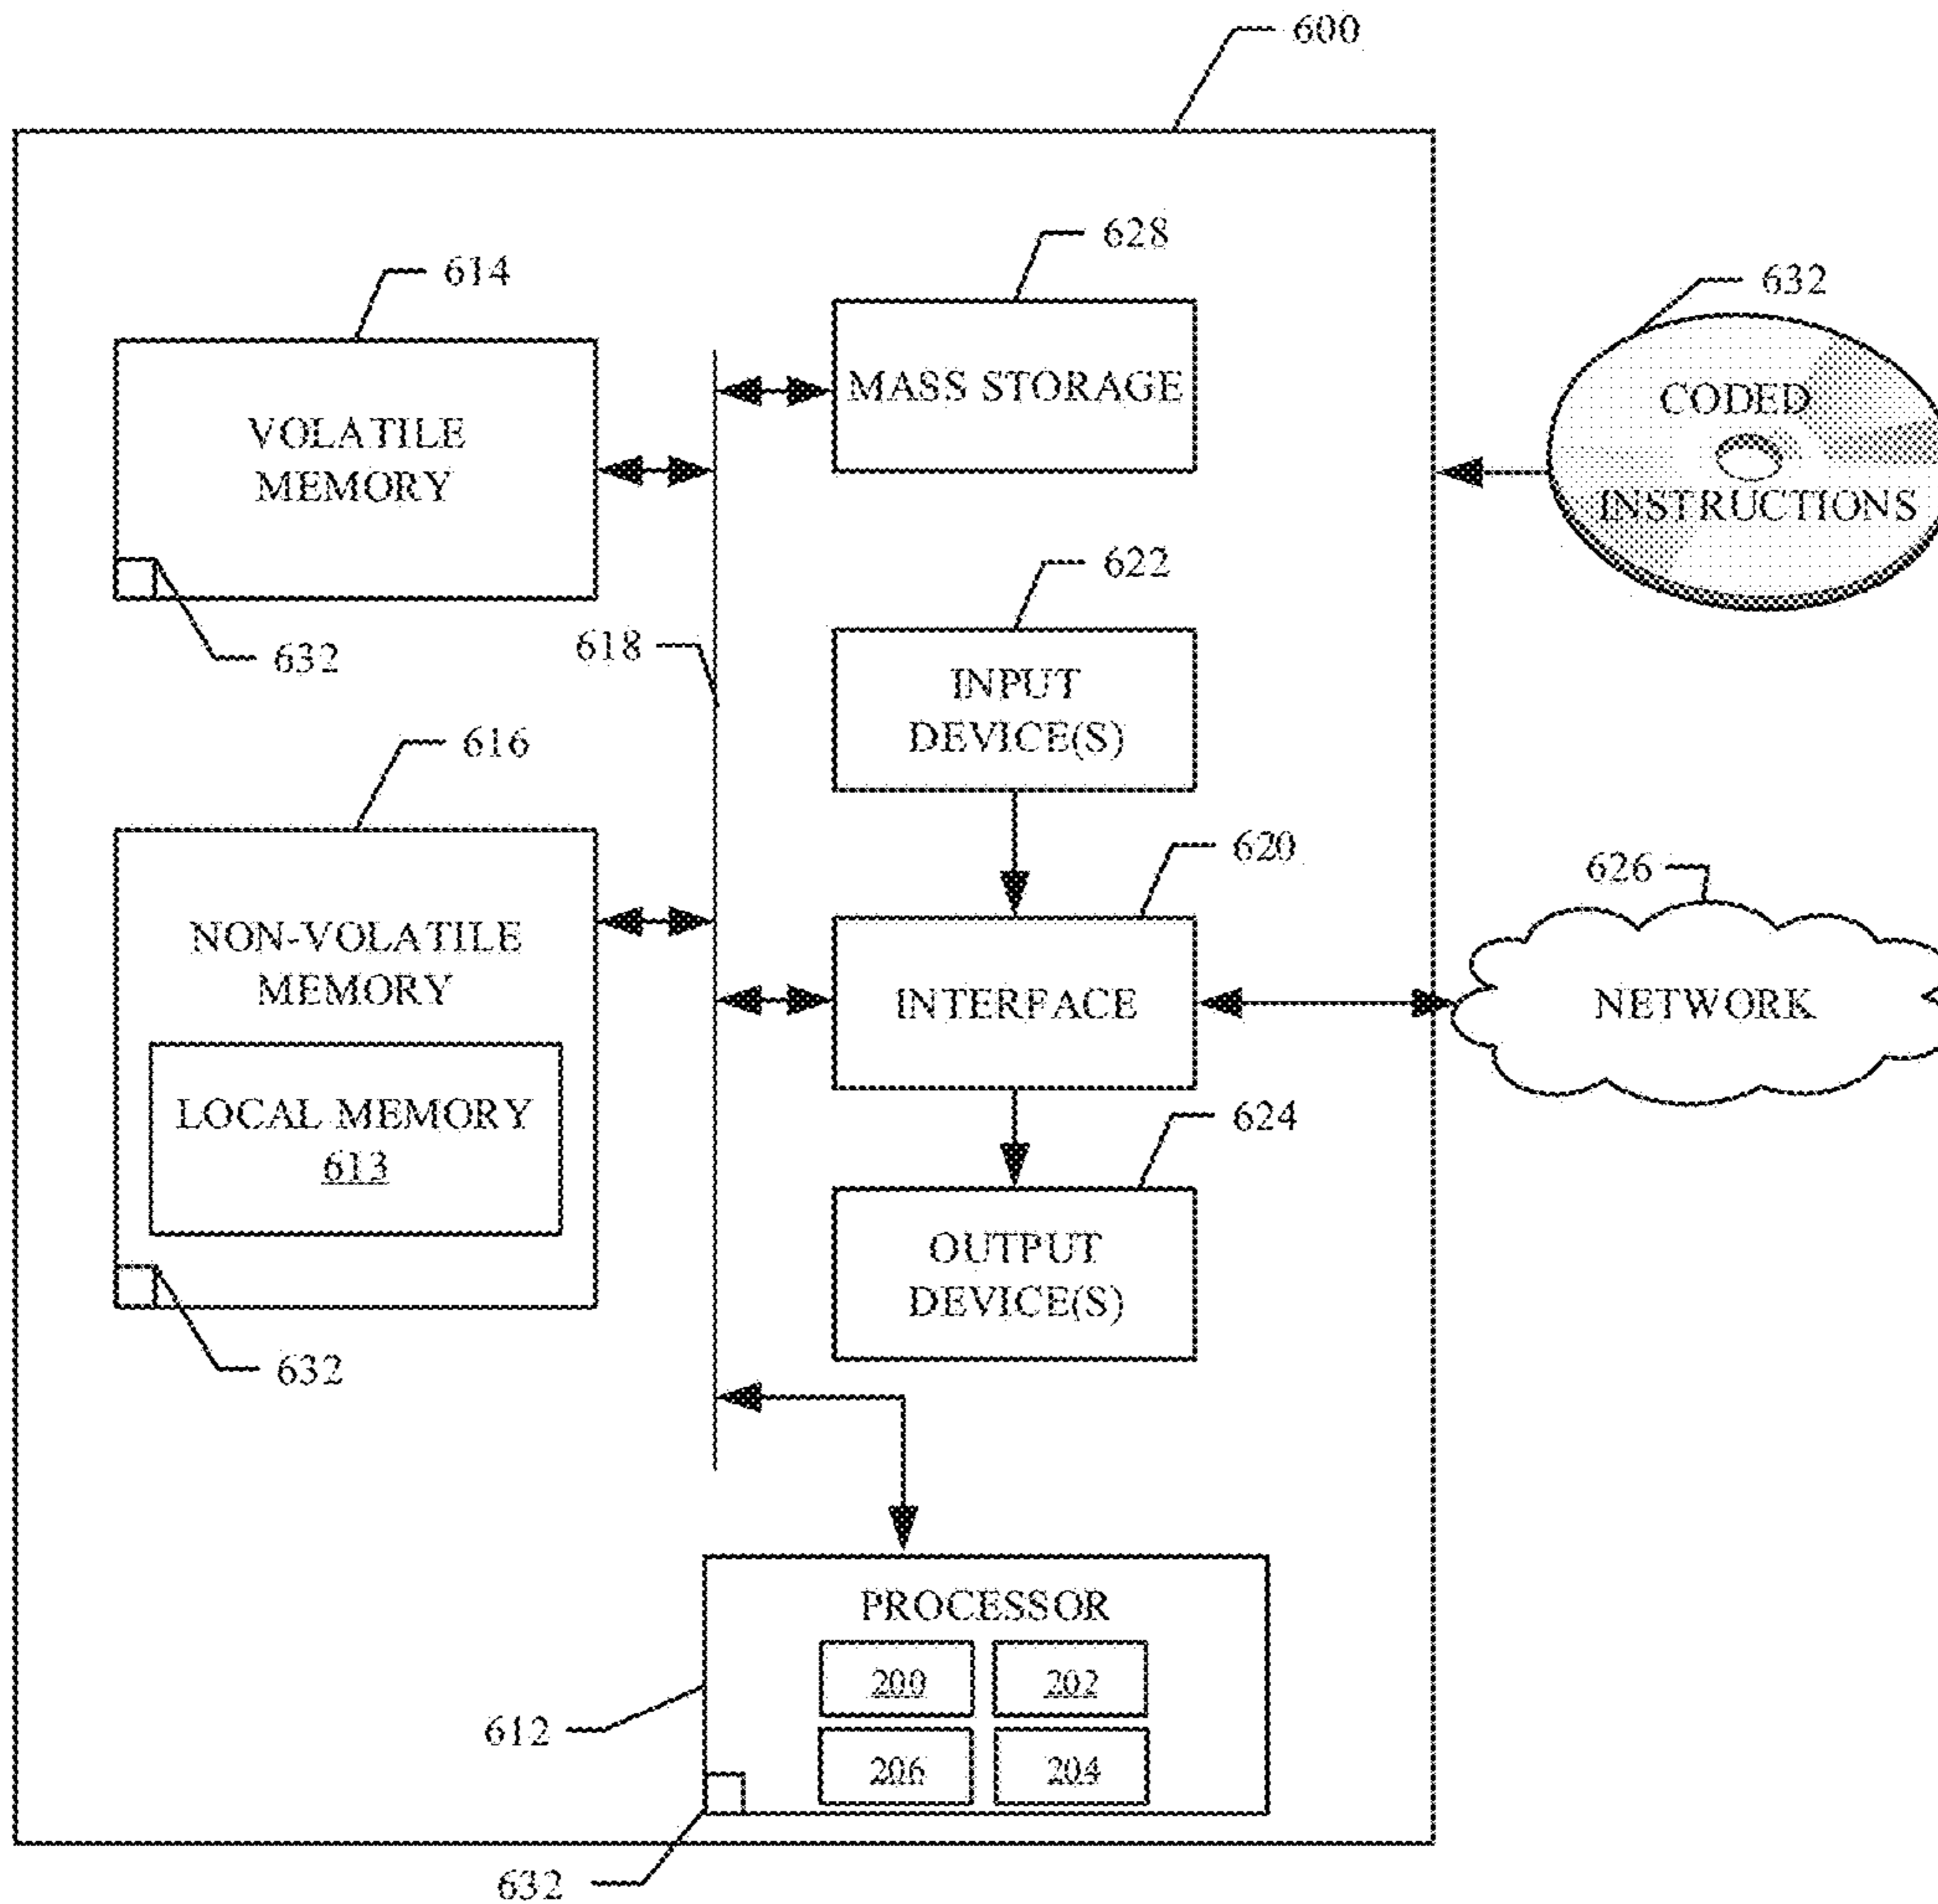 600
628
614
632
MASS STORAGE
CODED
INSTRUCTIONS
VOLATILE
MEMORY
622
632
618
INPUT
DEVICE(S)
616
620
626
NON-VOLATILE
MEMORY
INTERFACE
NETWORK
LOCAL MEMORY
613
624
OUTPUT
DEVICE(S)
632
PROCESSOR
200
202
612
206
204
632